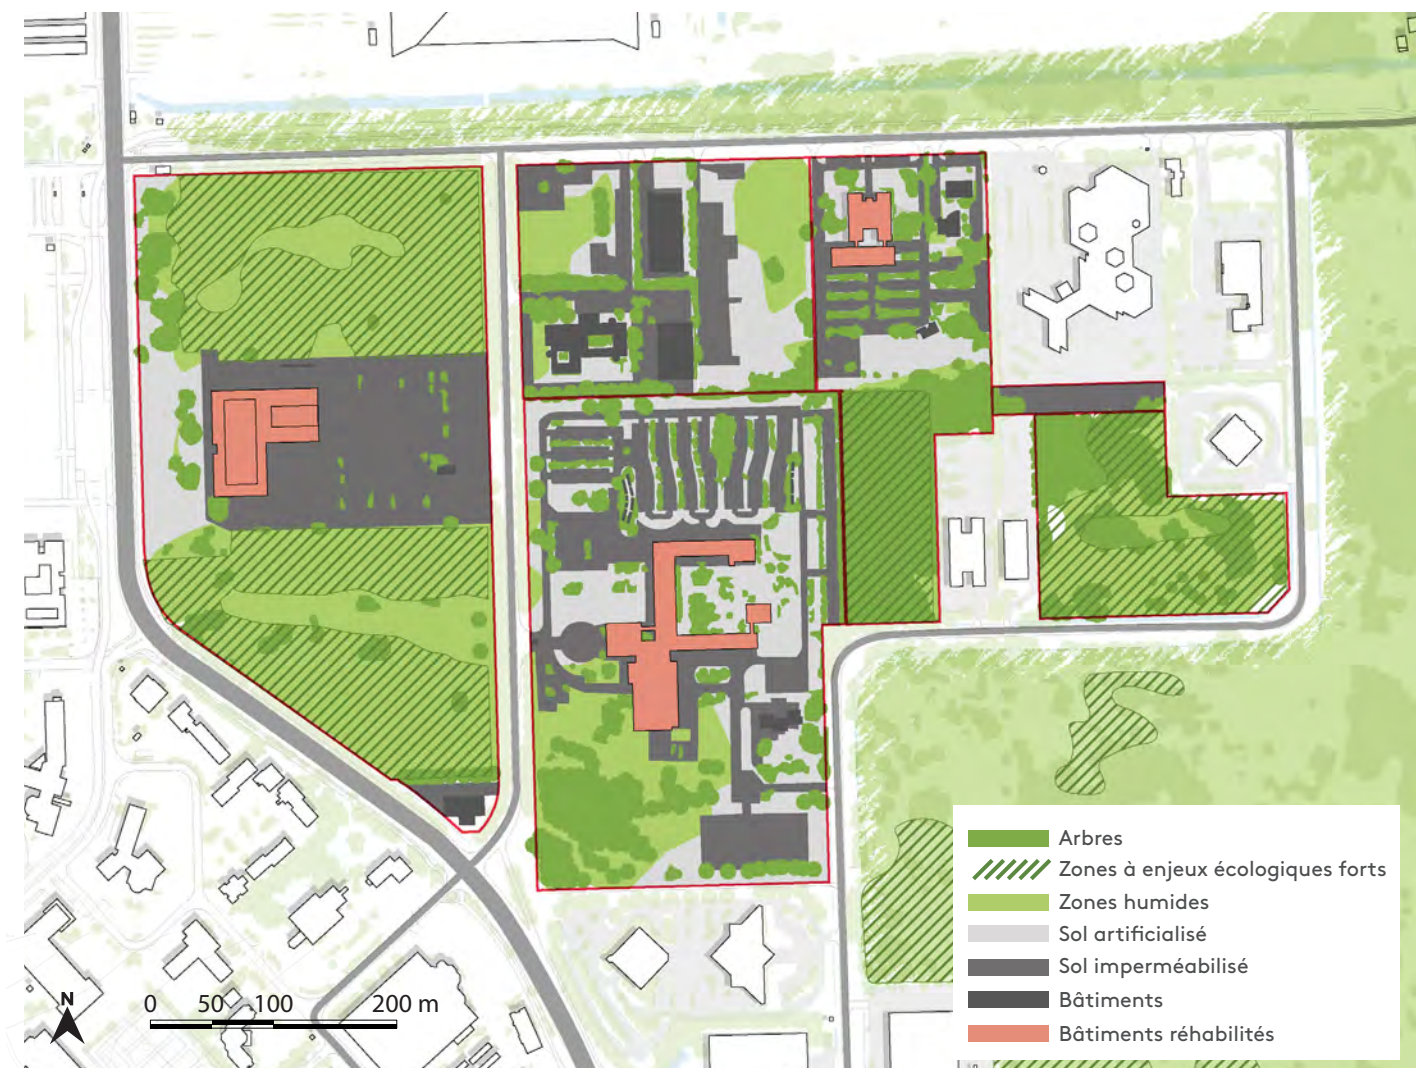 Arbres
Zones à enjeux écologiques forts
Zones humides
Sol artificialisé
Sol imperméabilisé
Bâtiments
Bâtiments réhabilités
N
0 50 100 200 m